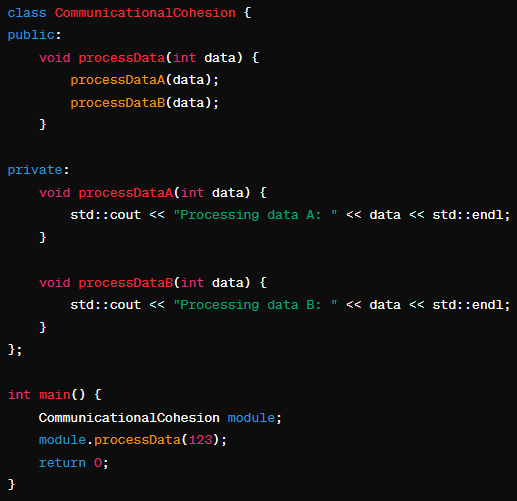 class CommunicationalCohesion {
public:
    void processData(int data) {
        processDataA(data);
        processDataB(data);
    }

private:
    void processDataA(int data) {
        std::cout << "Processing data A: " << data << std::endl;
    }

    void processDataB(int data) {
        std::cout << "Processing data B: " << data << std::endl;
    }
};

int main() {
    CommunicationalCohesion module;
    module.processData(123);
    return 0;
}